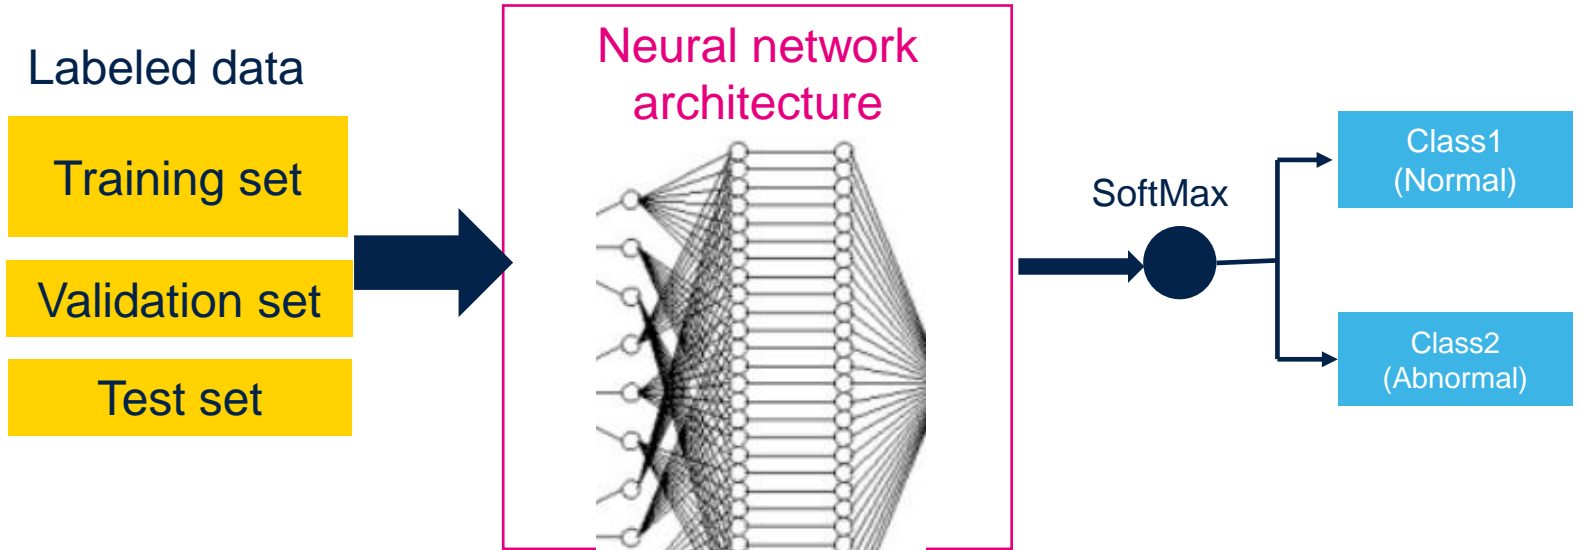 Labeled data
Training set
Validation set
Test set
Neural network
architecture
SoftMax
Class1
(Normal)
Class2
(Abnormal)